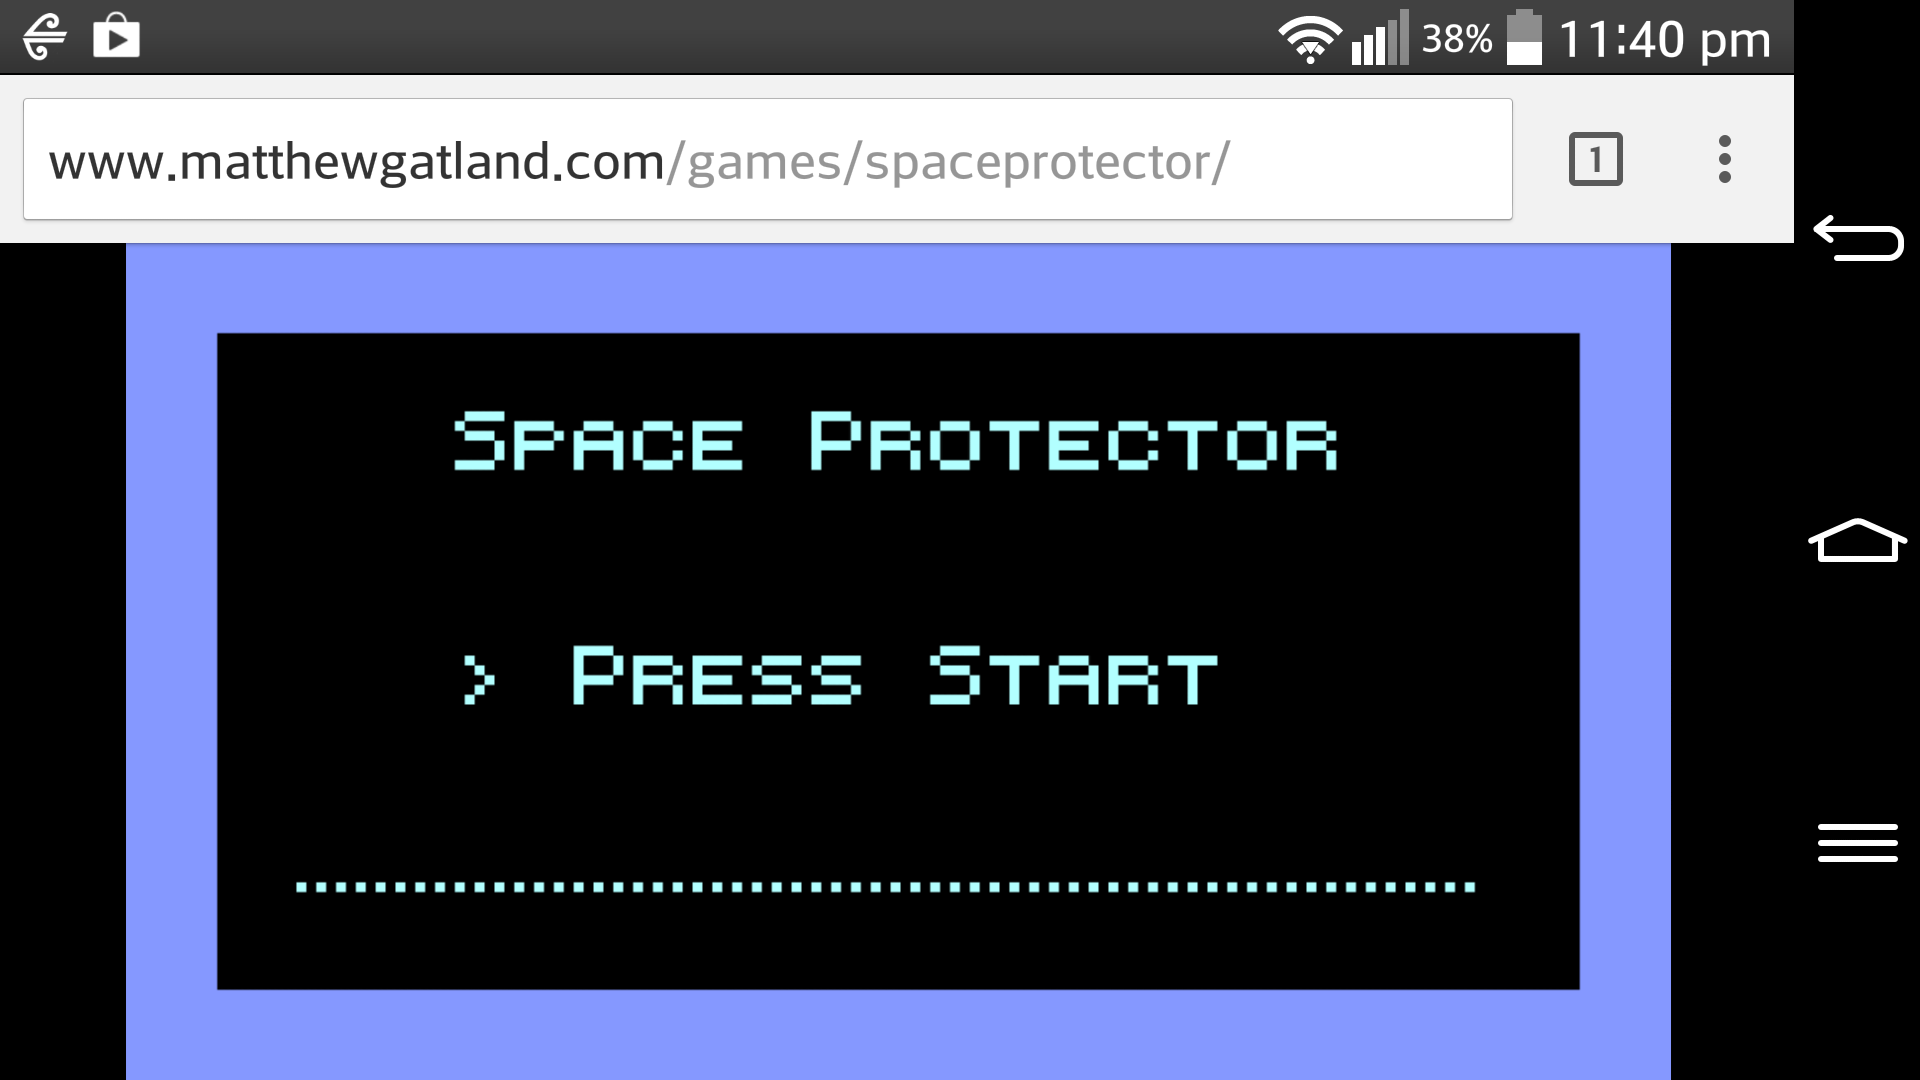 38% 11:40 pm
www.matthewgatland.com/games/spaceprotector/
1
Space Protector
> Press Start